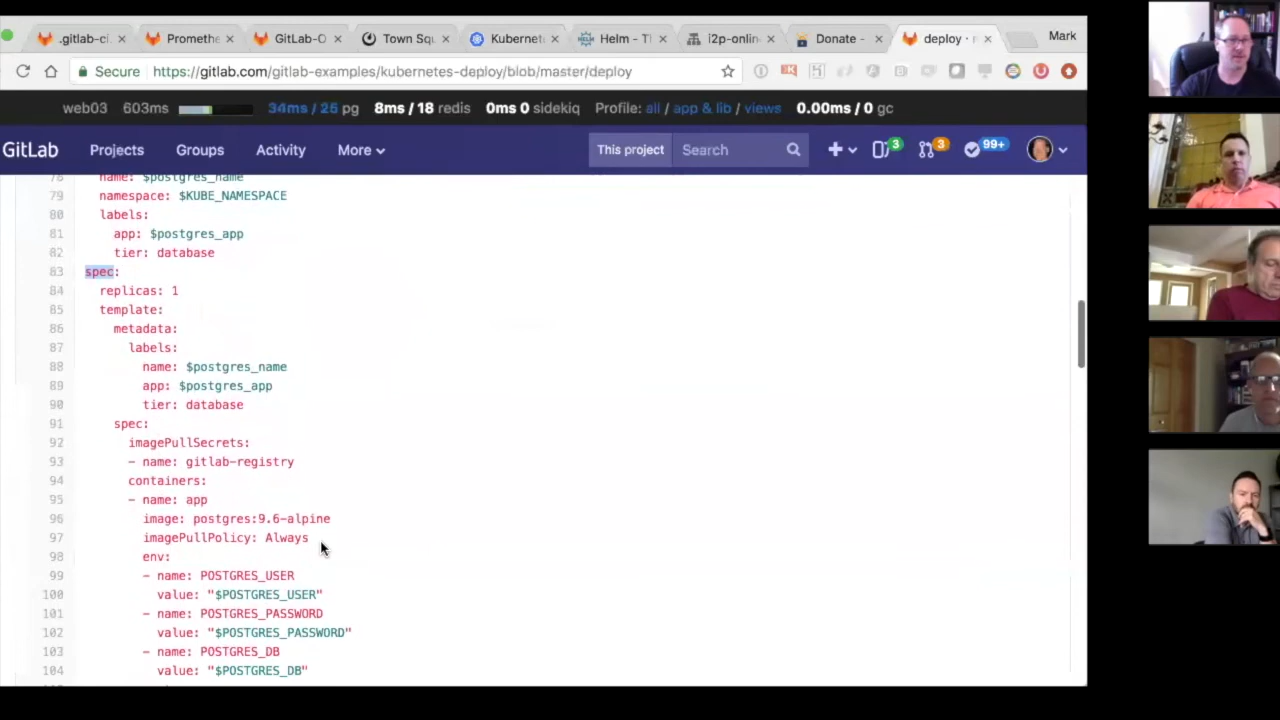 .gitlab-ci. Promethe GitLab-O Town Squ Kubernet Helm - Th i2p-onlin Donate - deploy · Mark
Secure https://gitlab.com/gitlab-examples/kubernetes-deploy/blob/master/deploy
web03 603ms 34ms / 25 pg 8ms / 18 redis 0ms 0 sidekiq Profile: all / app & lib / views 0.00ms / 0 gc
GitLab Projects Groups Activity More This project Search 3 3 99+
78 name: $postgres_name
79 namespace: $KUBE_NAMESPACE
80 labels:
81 app: $postgres_app
82 tier: database
83 spec:
84 replicas: 1
85 template:
86 metadata:
87 labels:
88 name: $postgres_name
89 app: $postgres_app
90 tier: database
91 spec:
92 imagePullSecrets:
93 - name: gitlab-registry
94 containers:
95 - name: app
96 image: postgres:9.6-alpine
97 imagePullPolicy: Always
98 env:
99 - name: POSTGRES_USER
100 value: "$POSTGRES_USER"
101 - name: POSTGRES_PASSWORD
102 value: "$POSTGRES_PASSWORD"
103 - name: POSTGRES_DB
104 value: "$POSTGRES_DB"